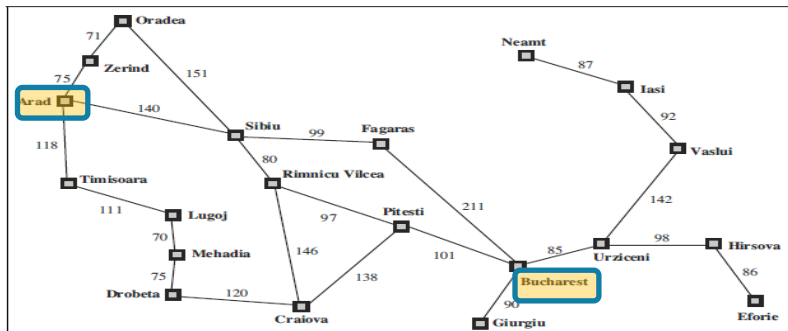 Oradea
71
Neamt
Zerind
87
151
75
Iasi
Arad
140
92
Sibiu
99
Fagaras
118
Vaslui
80
Timisoara
Rimnicu Vilcea
111
142
211
Lugoj
97
Pitesti
70
98
Hirsova
146
85
Mehadia
101
Urziceni
138
86
75
Bucharest
120
Drobeta
90
Craiova
Giurgiu
Eforie